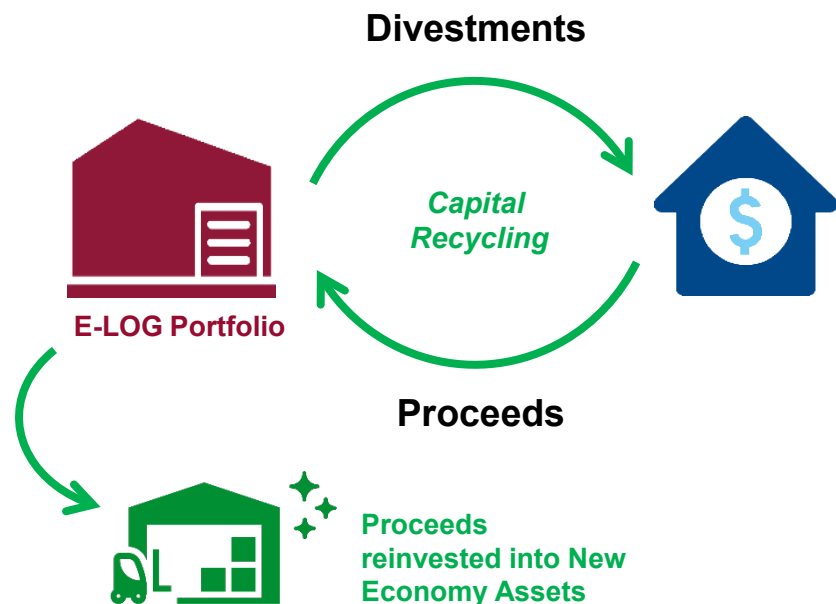 Divestments
Capital
Recycling
$
E-LOG Portfolio
Proceeds
Proceeds
reinvested into New
Economy Assets